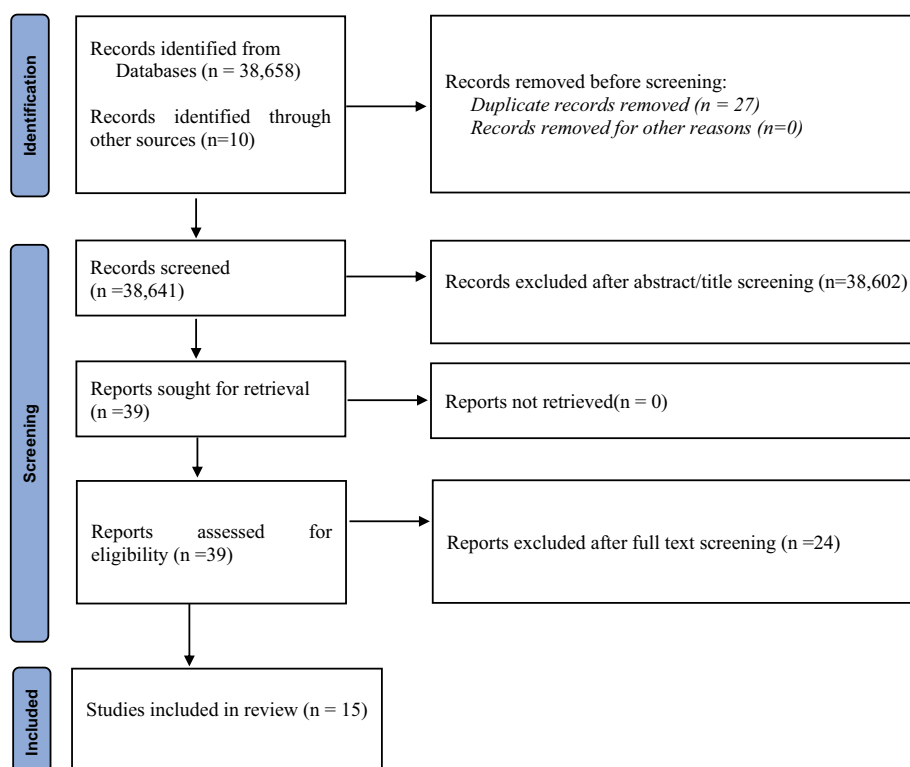 Identification
Records identified from
Databases (n = 38,658)
Records identified through
other sources (n=10)
Records removed before screening:
Duplicate records removed (n = 27)
Records removed for other reasons (n=0)
Screening
Records screened
(n =38,641)
Records excluded after abstract/title screening (n=38,602)
Reports sought for retrieval
(n =39)
Reports not retrieved(n = 0)
Reports assessed for
eligibility (n =39)
Reports excluded after full text screening (n =24)
Included
Studies included in review (n = 15)